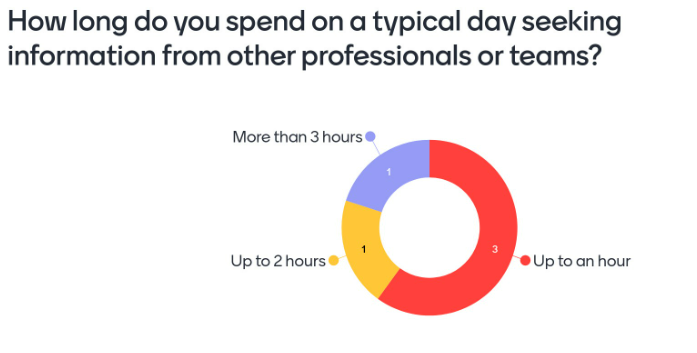 How long do you spend on a typical day seeking
information from other professionals or teams?
More than 3 hours
1
1
3
Up to 2 hours
Up to an hour